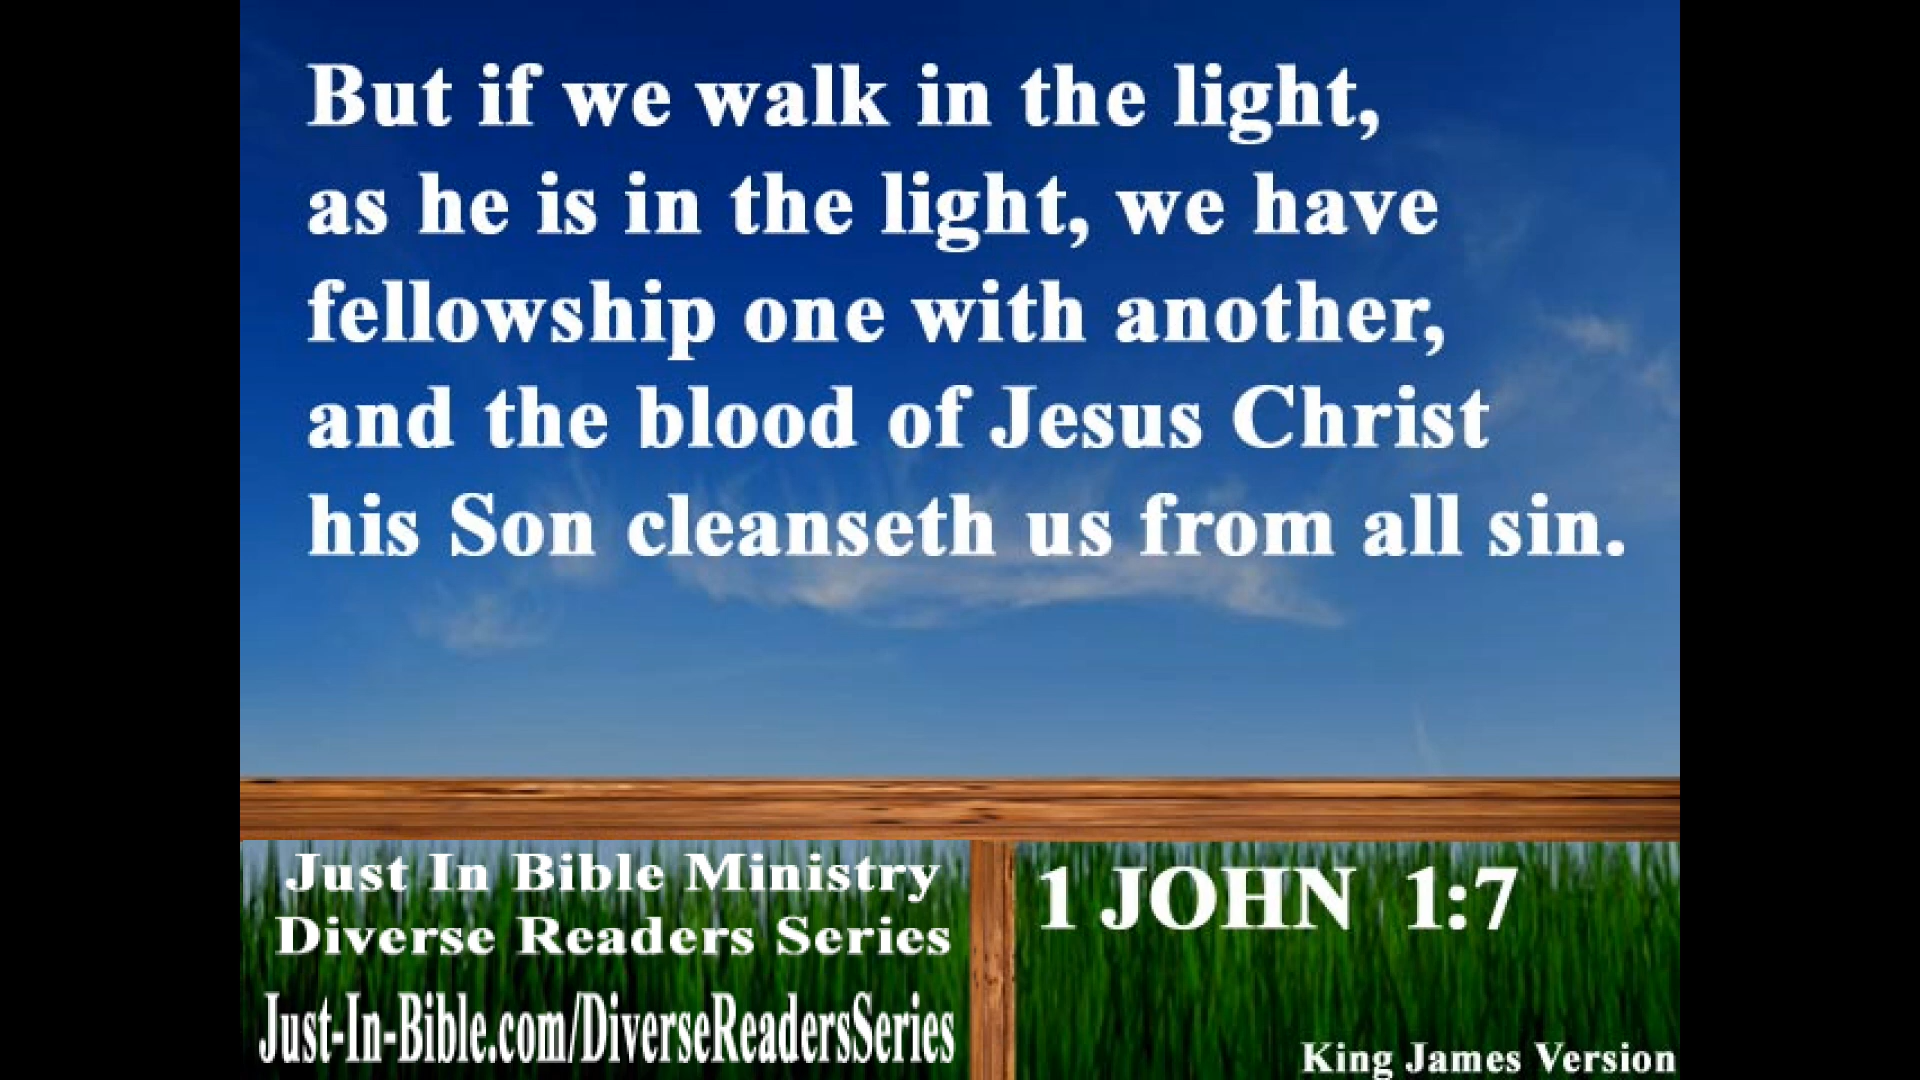 But if we walk in the light,
as he is in the light, we have
fellowship one with another,
and the blood of Jesus Christ
his Son cleanseth us from all sin.
Just In Bible Ministry
Diverse Readers Series
Just-In-Bible.com/DiverseReadersSeries
1 JOHN 1:7
King James Version